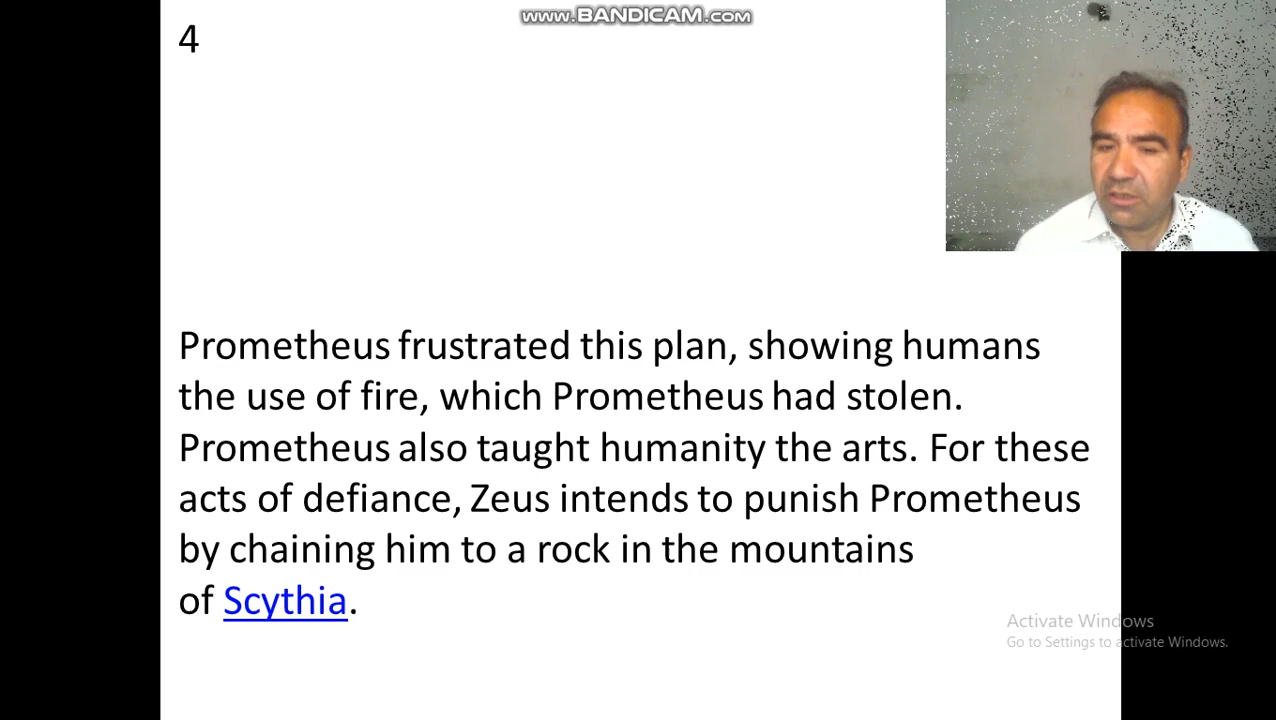 www.BANDICAM.com
4
Prometheus frustrated this plan, showing humans
the use of fire, which Prometheus had stolen.
Prometheus also taught humanity the arts. For these
acts of defiance, Zeus intends to punish Prometheus
by chaining him to a rock in the mountains
of Scythia.
Activate Windows
Go to Settings to activate Windows.